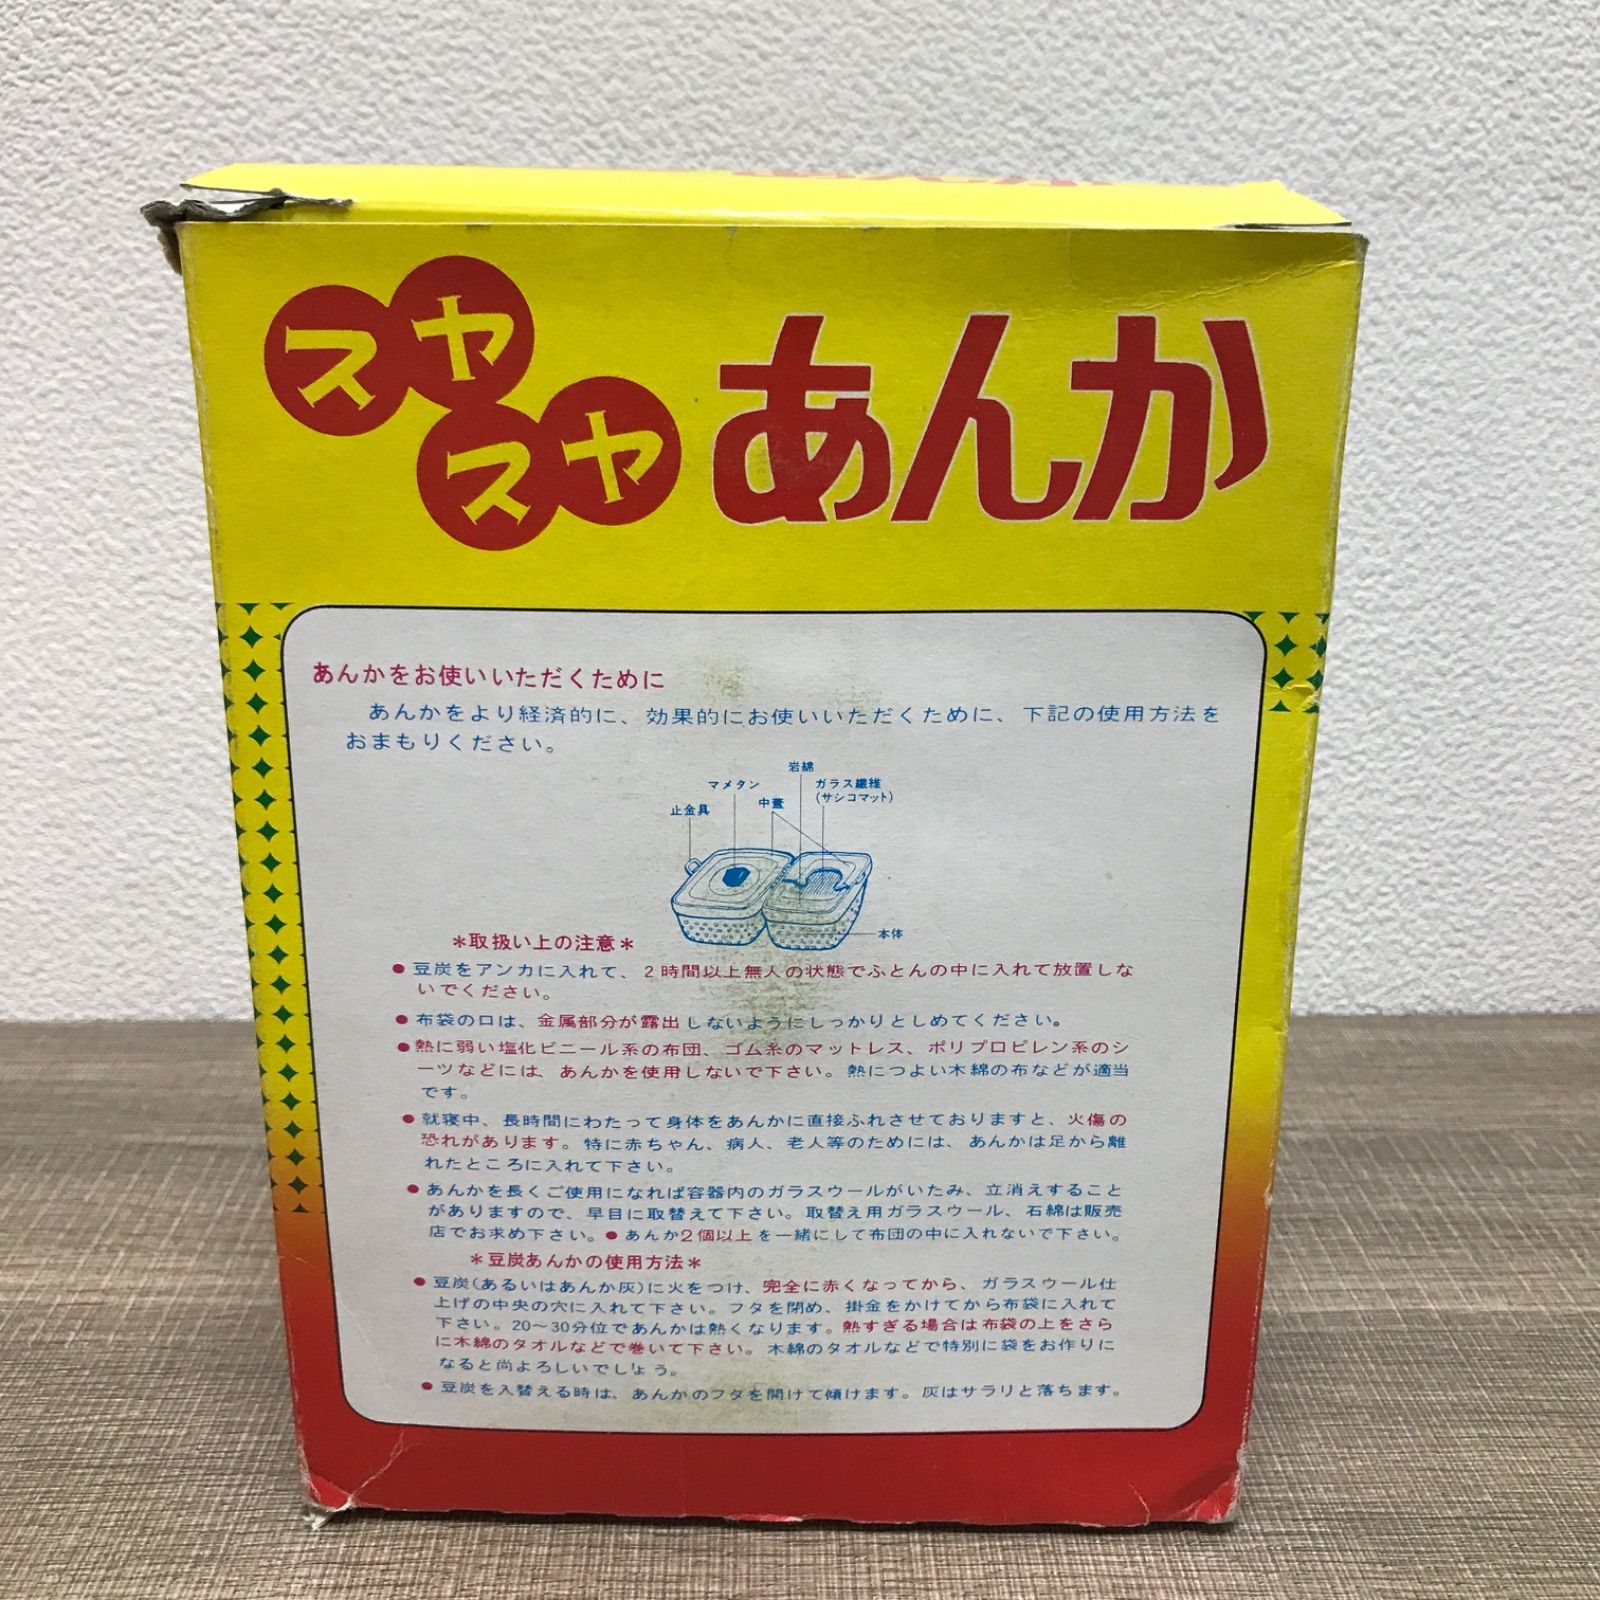 スヤスヤ あんか
あんかをお使いいただくために
あんかをより経済的に、効果的にお使いいただくために、下記の使用方法を
おまもりください。
岩綿
マメタン
ガラス繊維
(サシコマット)
中蓋
止金具
本体
＊取扱い上の注意＊
●豆炭をアンカに入れて、2時間以上無人の状態でふとんの中に入れて放置しな
いでください。
●布袋の口は、金属部分が露出しないようにしっかりとしめてください。
●熱に弱い塩化ビニール系の布団、ゴム糸のマットレス、ポリプロピレン系のシ
ーツなどには、あんかを使用しないで下さい。熱につよい木綿の布などが適当
です。
●就寝中、長時間にわたって身体をあんかに直接ふれさせておりますと、火傷の
恐れがあります。特に赤ちゃん、病人、老人等のためには、あんかは足から離
れたところに入れて下さい。
●あんかを長くご使用になれば容器内のガラスウールがいたみ、立消えすること
がありますので、早目に取替えて下さい。取替え用ガラスウール、石綿は販売
店でお求め下さい。●あんか2個以上を一緒にして布団の中に入れないで下さい。
＊豆炭あんかの使用方法＊
●豆炭(あるいはあんか灰)に火をつけ、完全に赤くなってから、ガラスウール仕
上げの中央の穴に入れて下さい。フタを閉め、掛金をかけてから布袋に入れて
下さい。20〜30分位であんかは熱くなります。熱すぎる場合は布袋の上をさら
に木綿のタオルなどで巻いて下さい。木綿のタオルなどで特別に袋をお作りに
なると尚よろしいでしょう。
●豆炭を入替える時は、あんかのフタを開けて傾けます。灰はサラリと落ちます。